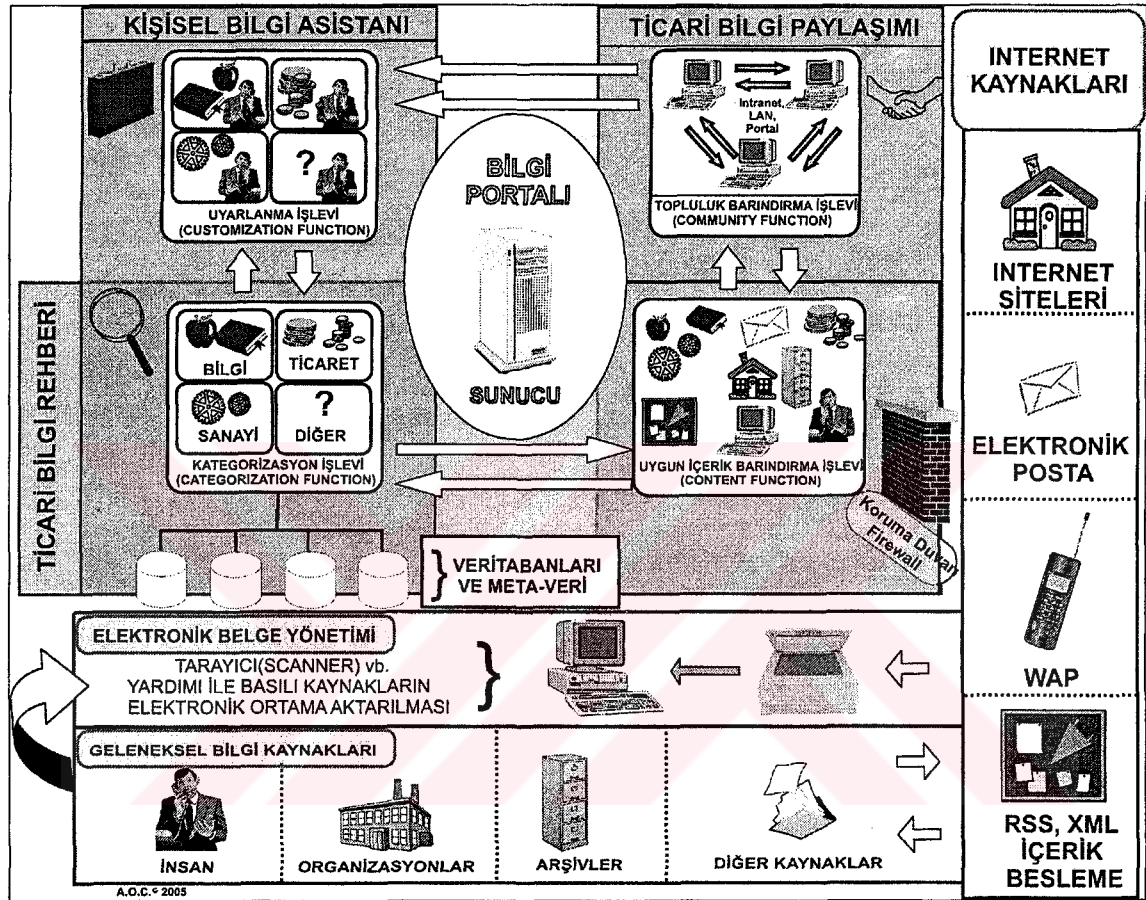 KİŞİSEL BİLGİ ASİSTANI
TİCARİ BİLGİ PAYLAŞIMI
INTERNET
KAYNAKLARI
?
UYARLANMA İŞLEVİ
(CUSTOMIZATION FUNCTION)
BİLGİ
PORTALI
SUNUCU
Intranet,
LAN,
Portal
TOPLULUK BARINDIRMA İŞLEVİ
(COMMUNITY FUNCTION)
INTERNET
SİTELERİ
TİCARİ BİLGİ REHBERİ
BİLGİ
TİCARET
SANAYİ
?
DİĞER
KATEGORİZASYON İŞLEVİ
(CATEGORIZATION FUNCTION)
UYGUN İÇERİK BARINDIRMA İŞLEVİ
(CONTENT FUNCTION)
Koruma Duvarı
Firewall
ELEKTRONİK
POSTA
} VERİTABANLARI
VE META-VERİ
WAP
ELEKTRONİK BELGE YÖNETİMİ
TARAYICI(SCANNER) vb.
YARDIMI İLE BASILI KAYNAKLARIN
ELEKTRONİK ORTAMA AKTARILMASI
}
GELENEKSEL BİLGİ KAYNAKLARI
İNSAN
ORGANIZASYONLAR
ARŞİVLER
DİĞER KAYNAKLAR
RSS, XML
İÇERİK
BESLEME
A.O.C.© 2005